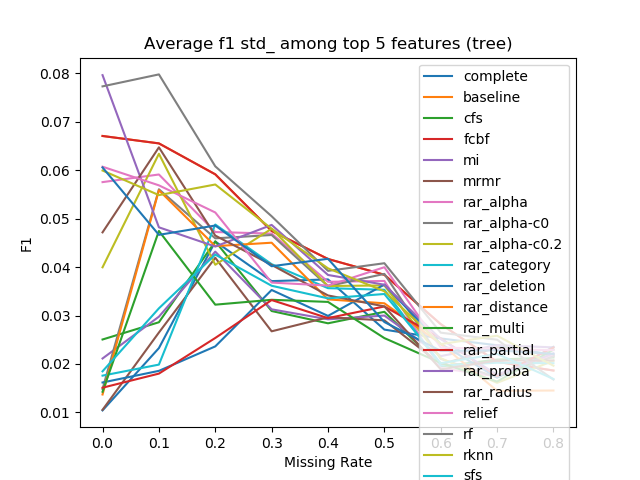 Average f1 std_ among top 5 features (tree)
F1
0.08
0.07
0.06
0.05
0.04
0.03
0.02
0.01
0.0 0.1 0.2 0.3 0.4 0.5 0.6 0.7 0.8
Missing Rate
complete
baseline
cfs
fcbf
mi
mrmr
rar_alpha
rar_alpha-c0
rar_alpha-c0.2
rar_category
rar_deletion
rar_distance
rar_multi
rar_partial
rar_proba
rar_radius
relief
rf
rknn
sfs